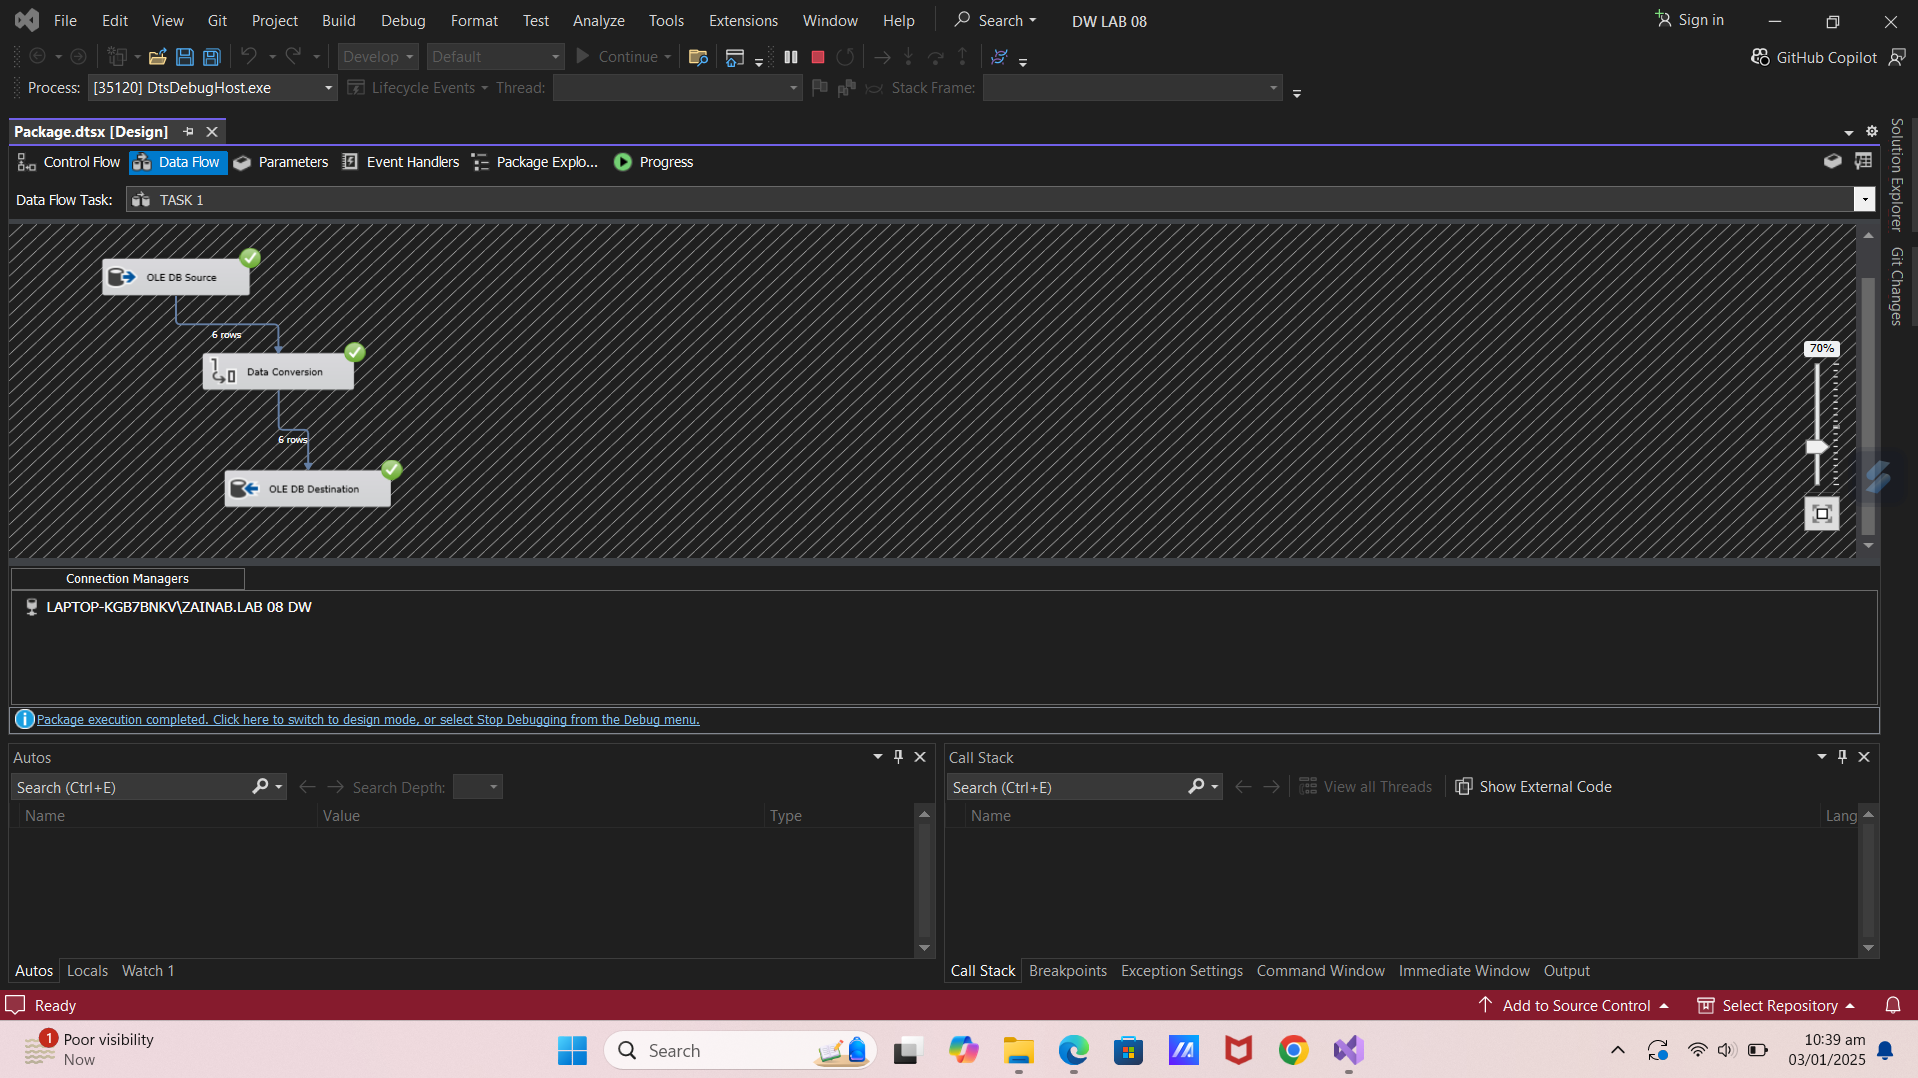 File Edit View Git Project Build Debug Format Test Analyze Tools Extensions Window Help Search DW LAB 08 Sign in
Develop Default Continue GitHub Copilot
Process: [35120] DtsDebugHost.exe Lifecycle Events Thread: Stack Frame:
Package.dtsx [Design]
Control Flow Data Flow Parameters Event Handlers Package Explo... Progress
Data Flow Task: TASK 1
Solution Explorer
Git Changes
OLE DB Source
6 rows
Data Conversion
6 rows
OLE DB Destination
70%
Connection Managers
LAPTOP-KGB7BNKV\ZAINAB.LAB 08 DW
Package execution completed. Click here to switch to design mode, or select Stop Debugging from the Debug menu.
Autos
Search (Ctrl+E) Search Depth:
Name Value Type
Autos Locals Watch 1
Call Stack
Search (Ctrl+E) View all Threads Show External Code
Name Lang
Call Stack Breakpoints Exception Settings Command Window Immediate Window Output
Ready Add to Source Control Select Repository
1
Poor visibility
Now
Search
10:39 am
03/01/2025